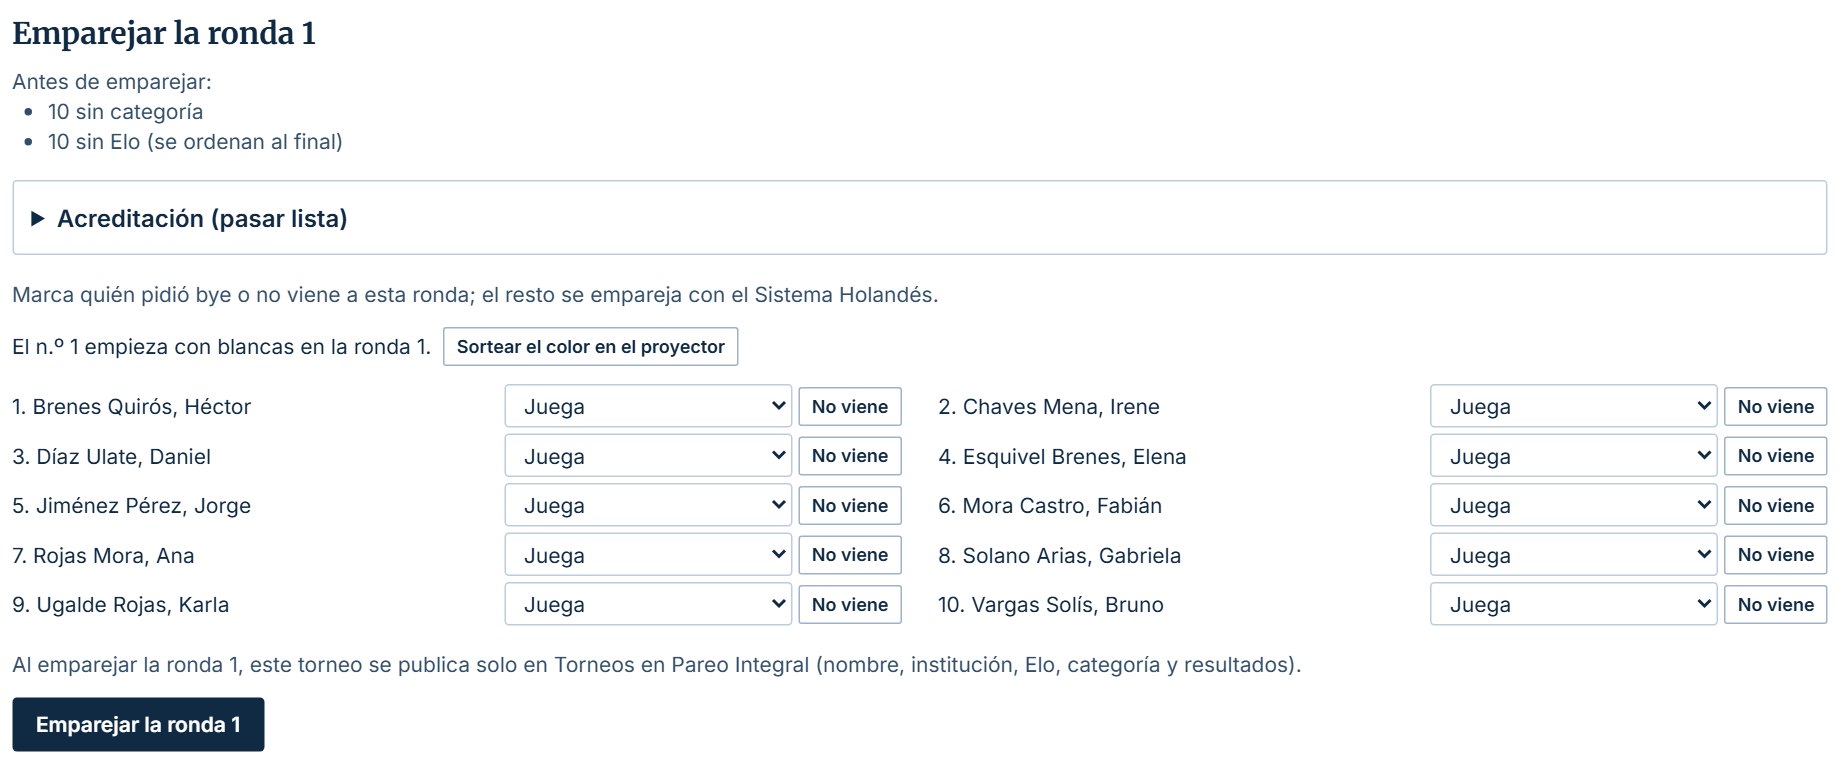 Emparejar la ronda 1
Antes de emparejar:
• 10 sin categoría
• 10 sin Elo (se ordenan al final)
Acreditación (pasar lista)
Marca quién pidió bye o no viene a esta ronda; el resto se empareja con el Sistema Holandés.
El n.º 1 empieza con blancas en la ronda 1. Sortear el color en el proyector
1. Brenes Quirós, Héctor Juega No viene 2. Chaves Mena, Irene Juega No viene
3. Díaz Ulate, Daniel Juega No viene 4. Esquivel Brenes, Elena Juega No viene
5. Jiménez Pérez, Jorge Juega No viene 6. Mora Castro, Fabián Juega No viene
7. Rojas Mora, Ana Juega No viene 8. Solano Arias, Gabriela Juega No viene
9. Ugalde Rojas, Karla Juega No viene 10. Vargas Solís, Bruno Juega No viene
Al emparejar la ronda 1, este torneo se publica solo en Torneos en Pareo Integral (nombre, institución, Elo, categoría y resultados).
Emparejar la ronda 1